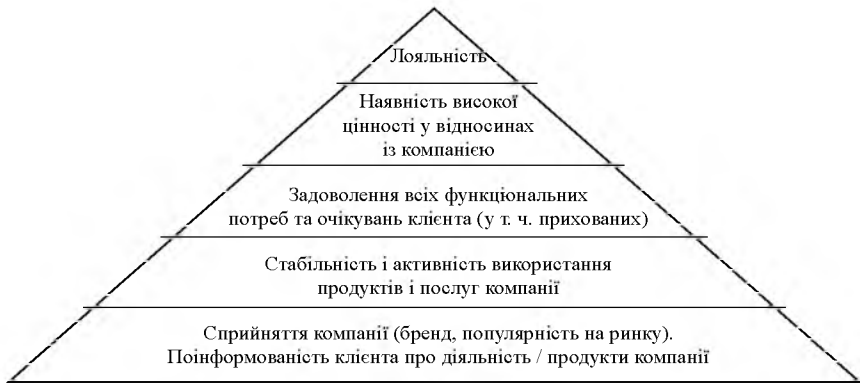 Лояльність
Наявність високої
цінності у відносинах
із компанією
Задоволення всіх функціональних
потреб та очікувань клієнта (у т. ч. прихованих)
Стабільність і активність використання
продуктів і послуг компанії
Сприйняття компанії (бренд, популярність на ринку).
Поінформованість клієнта про діяльність / продукти компанії